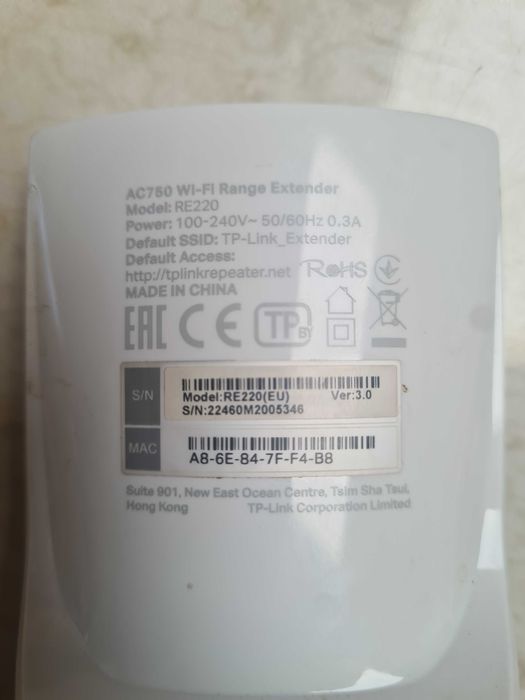 AC750 Wi-Fi Range Extender
Model: RE220
Power: 100-240V~ 50/60Hz 0.3A
Default SSID: TP-Link_Extender
Default Access:
http://tplinkrepeater.net RoHS
MADE IN CHINA
EAC CE TP BY
S/N
Model:RE220(EU) Ver:3.0
S/N:22460M2005346
MAC
A8-6E-84-7F-F4-B8
Suite 901, New East Ocean Centre, Tsim Sha Tsui,
Hong Kong TP-Link Corporation Limited